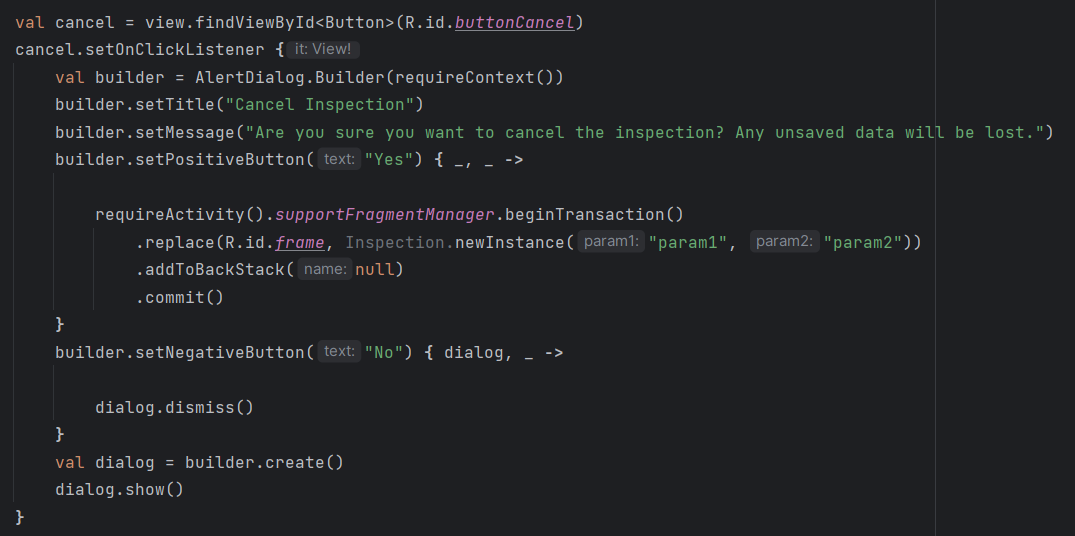 val cancel = view.findViewById<Button>(R.id.buttonCancel)
cancel.setOnClickListener { it: View!
    val builder = AlertDialog.Builder(requireContext())
    builder.setTitle("Cancel Inspection")
    builder.setMessage("Are you sure you want to cancel the inspection? Any unsaved data will be lost.")
    builder.setPositiveButton( text: "Yes") { _, _ ->

        requireActivity().supportFragmentManager.beginTransaction()
            .replace(R.id.frame, Inspection.newInstance( param1: "param1", param2: "param2"))
            .addToBackStack( name: null)
            .commit()
    }
    builder.setNegativeButton( text: "No") { dialog, _ ->

        dialog.dismiss()
    }
    val dialog = builder.create()
    dialog.show()
}